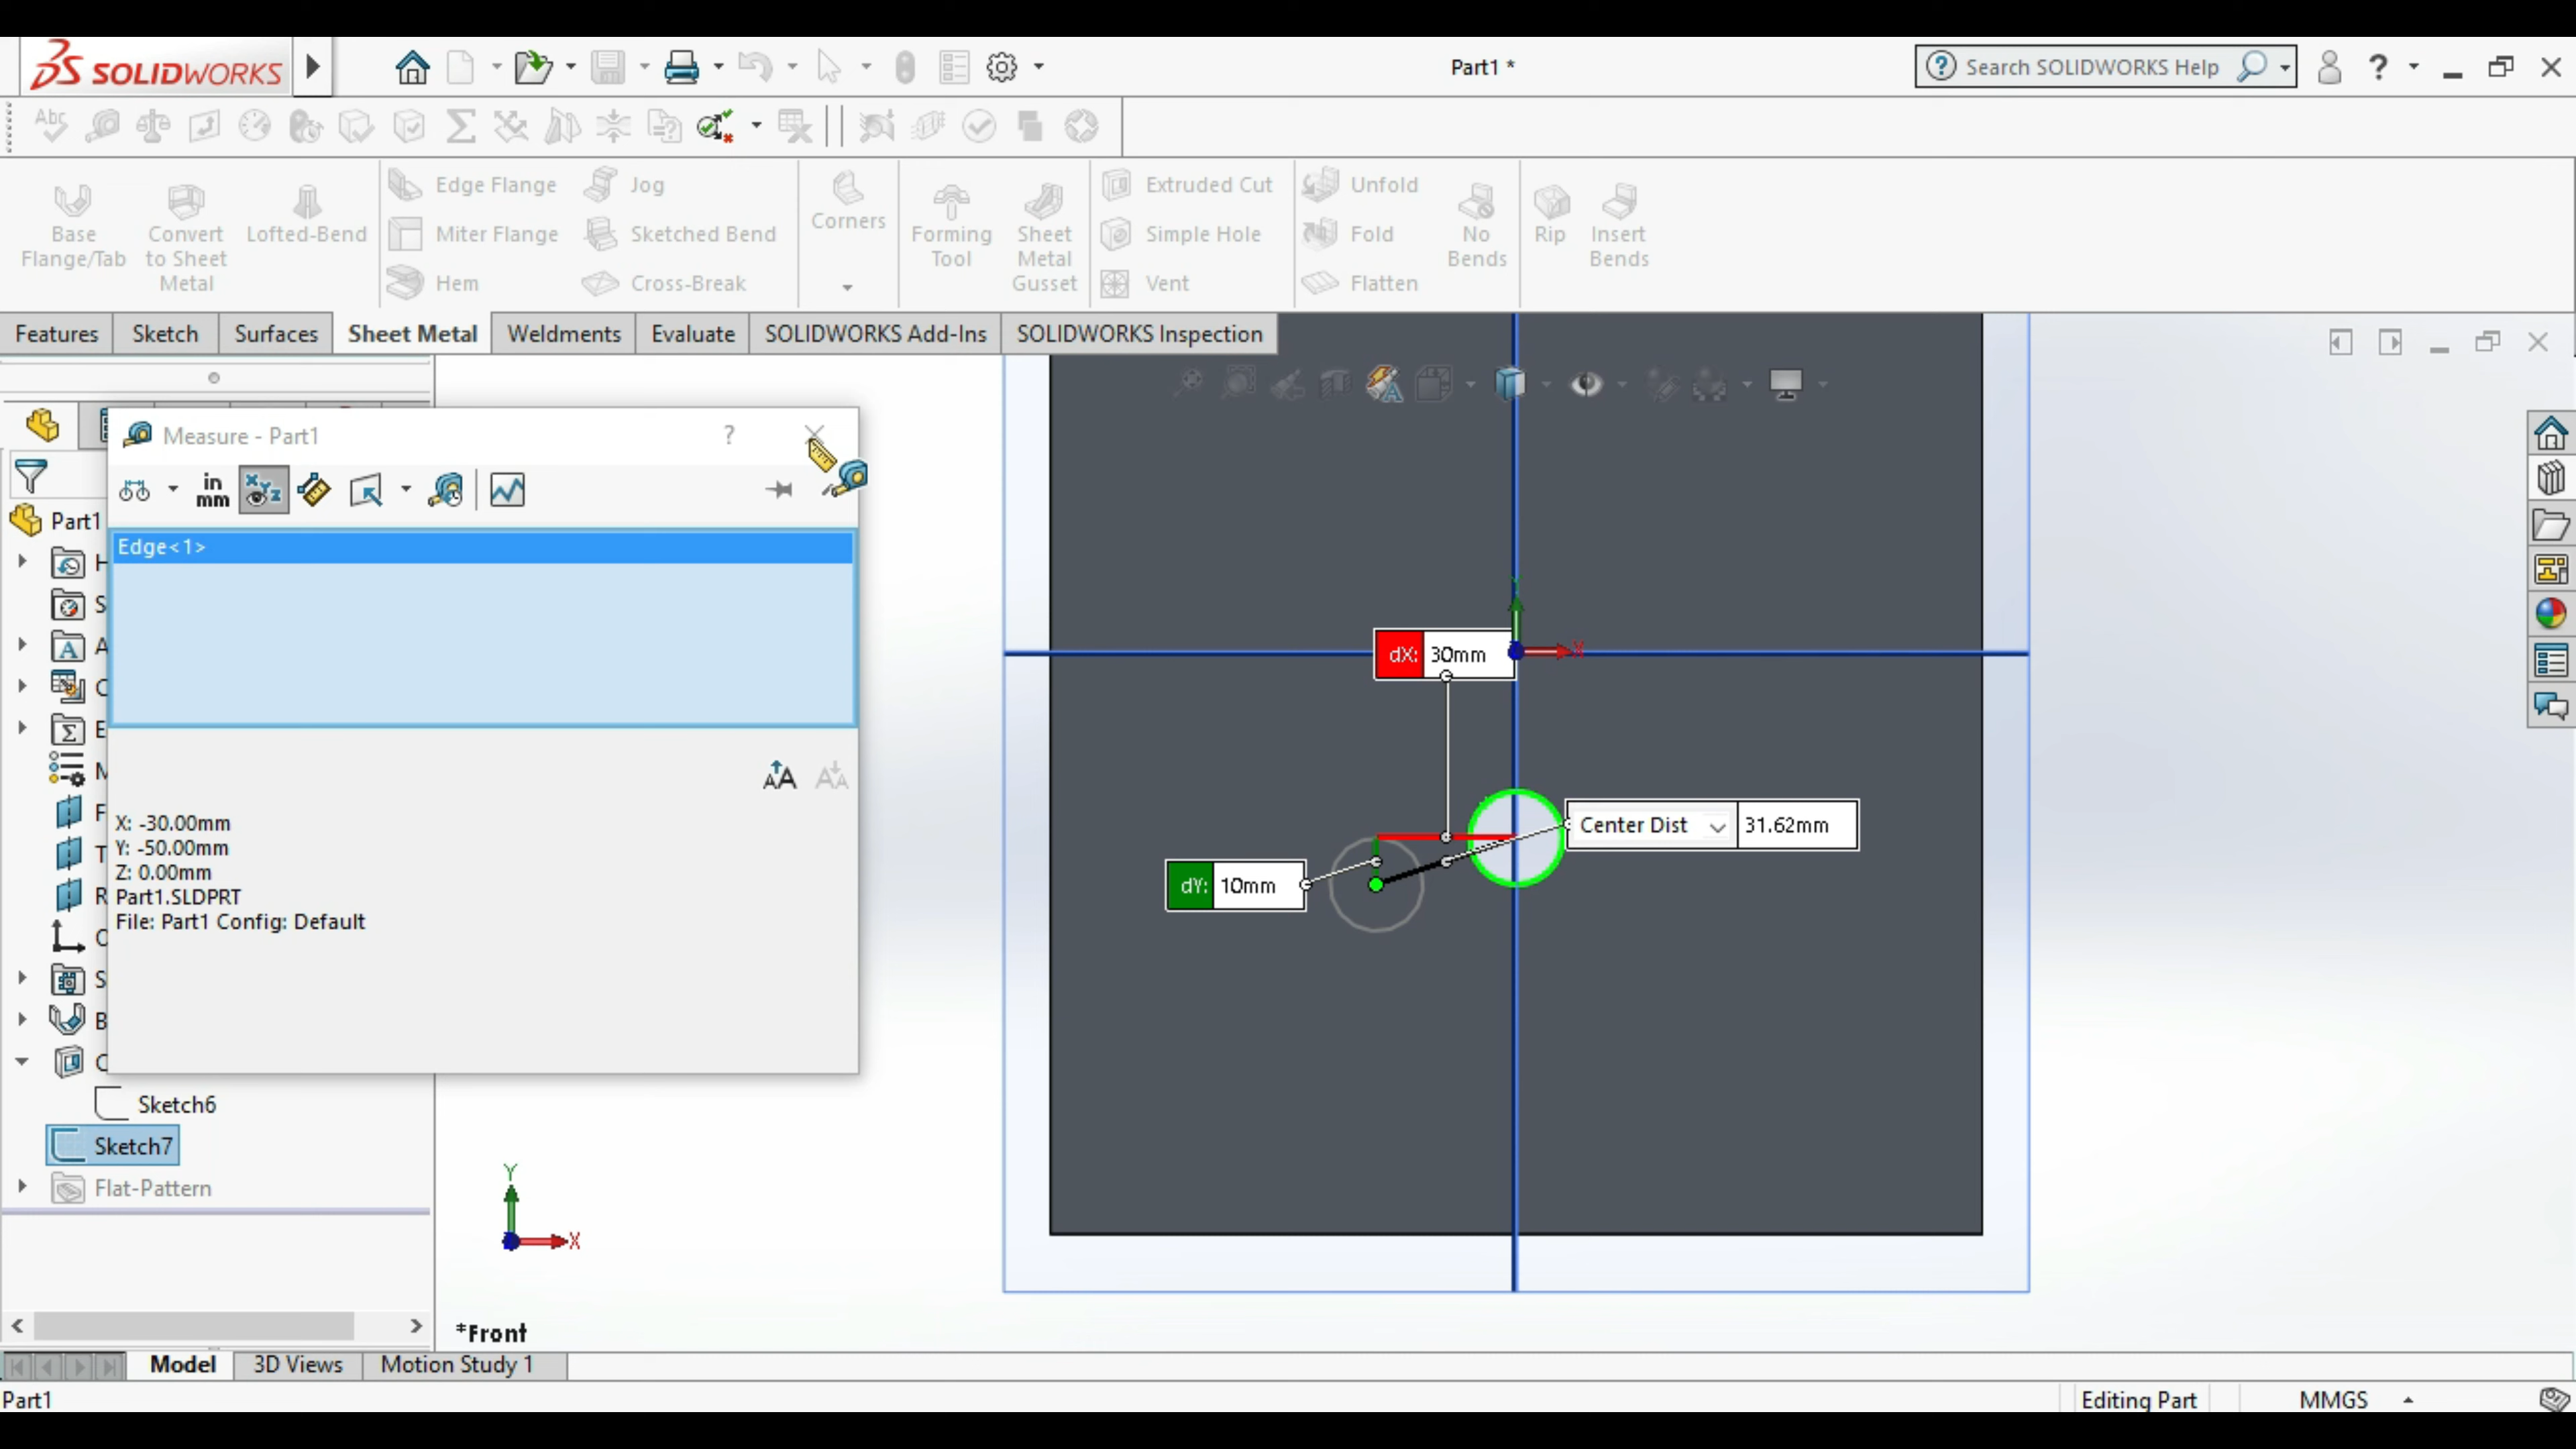 SOLIDWORKS
Part1 *
Search SOLIDWORKS Help
?
Abc
Base Flange/Tab
Convert to Sheet Metal
Lofted-Bend
Edge Flange
Miter Flange
Hem
Jog
Sketched Bend
Cross-Break
Corners
Forming Tool
Sheet Metal Gusset
Extruded Cut
Simple Hole
Vent
Unfold
Fold
Flatten
No Bends
Rip
Insert Bends
Features
Sketch
Surfaces
Sheet Metal
Weldments
Evaluate
SOLIDWORKS Add-Ins
SOLIDWORKS Inspection
Measure - Part1
?
in
mm
XYZ
Part1
Edge<1>
H
S
A
C
E
M
F
T
R
O
S
B
C
X: -30.00mm
Y: -50.00mm
Z: 0.00mm
Part1.SLDPRT
File: Part1 Config: Default
Sketch6
Sketch7
Flat-Pattern
dX: 30mm
Y
X
Center Dist 31.62mm
dY: 10mm
Y
X
*Front
Model
3D Views
Motion Study 1
Part1
Editing Part
MMGS